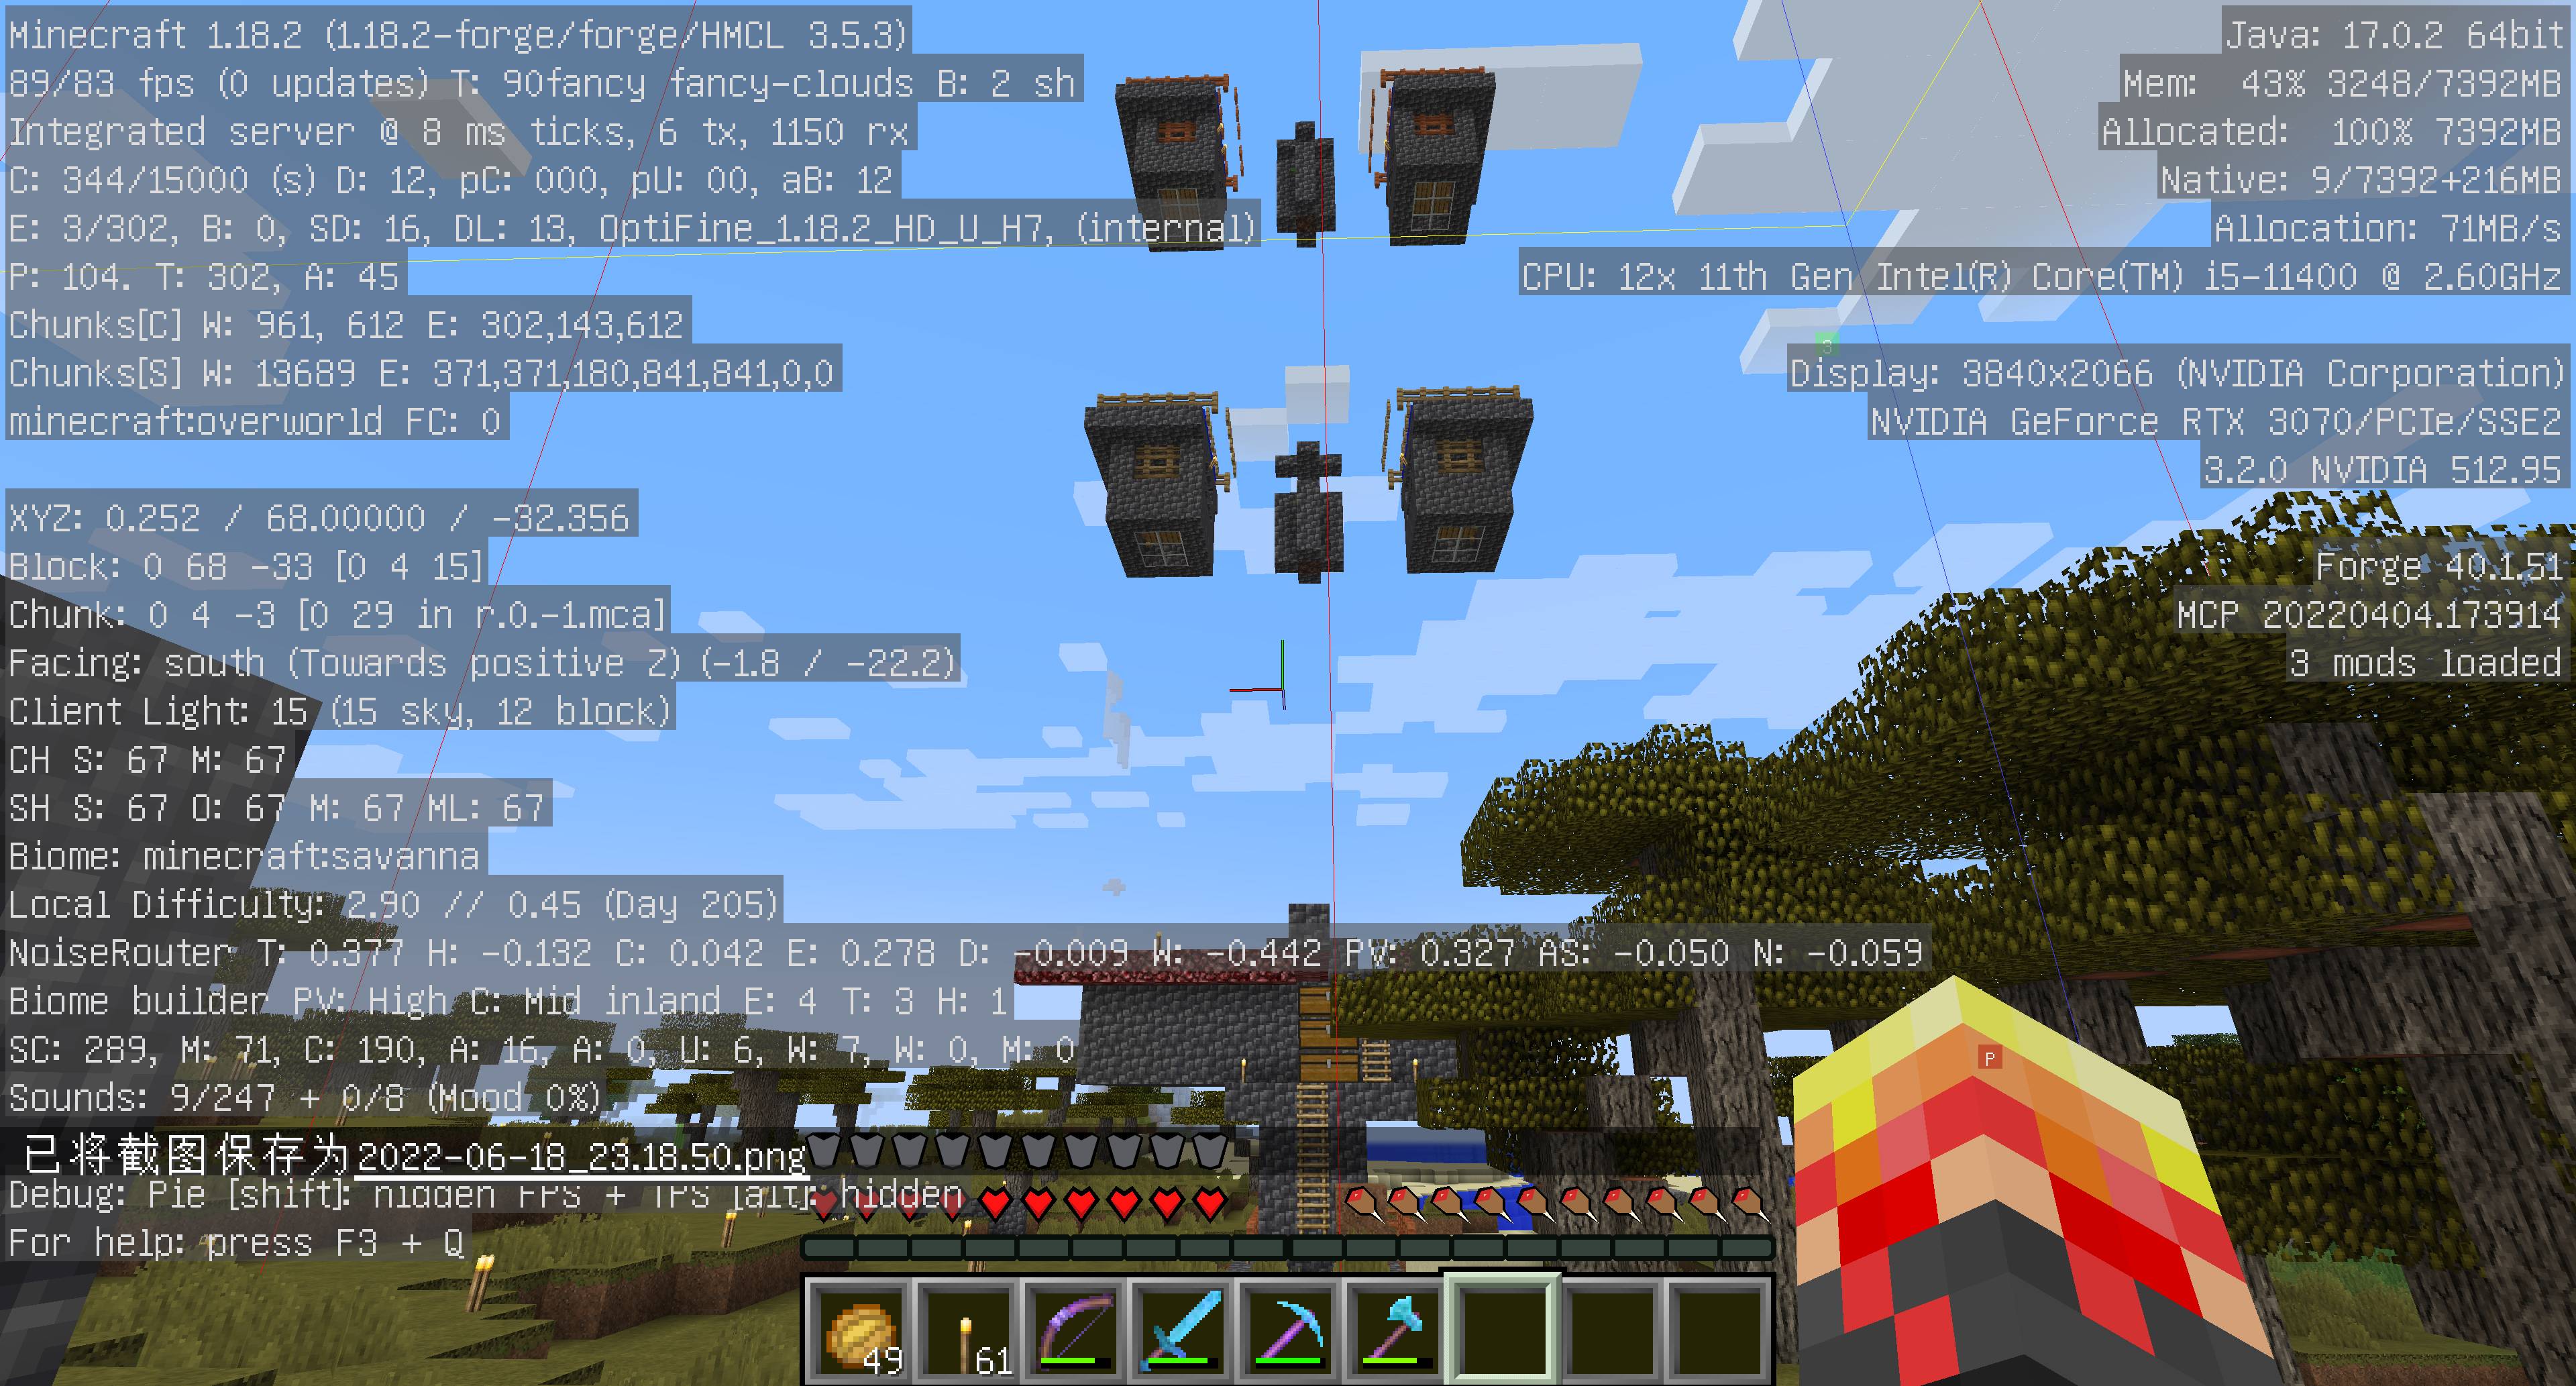 Minecraft 1.18.2 (1.18.2-forge/forge/HMCL 3.5.3)
89/83 fps (0 updates) T: 90fancy fancy-clouds B: 2 sh
Integrated server @ 8 ms ticks, 6 tx, 1150 rx
C: 344/15000 (s) D: 12, pC: 000, pU: 00, aB: 12
E: 3/302, B: 0, SD: 16, DL: 13, OptiFine_1.18.2_HD_U_H7, (internal)
P: 104. T: 302, A: 45
Chunks[C] W: 961, 612 E: 302,143,612
Chunks[S] W: 13689 E: 371,371,180,841,841,0,0
minecraft:overworld FC: 0
XYZ: 0.252 / 68.00000 / -32.356
Block: 0 68 -33 [0 4 15]
Chunk: 0 4 -3 [0 29 in r.0.-1.mca]
Facing: south (Towards positive Z) (-1.8 / -22.2)
Client Light: 15 (15 sky, 12 block)
CH S: 67 M: 67
SH S: 67 O: 67 M: 67 ML: 67
Biome: minecraft:savanna
Local Difficulty: 2.90 // 0.45 (Day 205)
NoiseRouter T: 0.377 H: -0.132 C: 0.042 E: 0.278 D: -0.009 W: -0.442 PV: 0.327 AS: -0.050 N: -0.059
Biome builder PV: High C: Mid inland E: 4 T: 3 H: 1
SC: 289, M: 71, C: 190, A: 16, A: 0, U: 6, W: 7, W: 0, M: 0
Sounds: 9/247 + 0/8 (Mood 0%)
已将截图保存为2022-06-18_23.18.50.png
Debug: Pie [shift]: hidden FPS + TPS [alt]: hidden
For help: press F3 + Q
Java: 17.0.2 64bit
Mem: 43% 3248/7392MB
Allocated: 100% 7392MB
Native: 9/7392+216MB
Allocation: 71MB/s
CPU: 12x 11th Gen Intel(R) Core(TM) i5-11400 @ 2.60GHz
3
Display: 3840x2066 (NVIDIA Corporation)
NVIDIA GeForce RTX 3070/PCIe/SSE2
3.2.0 NVIDIA 512.95
Forge 40.1.51
MCP 20220404.173914
3 mods loaded
P
49
61